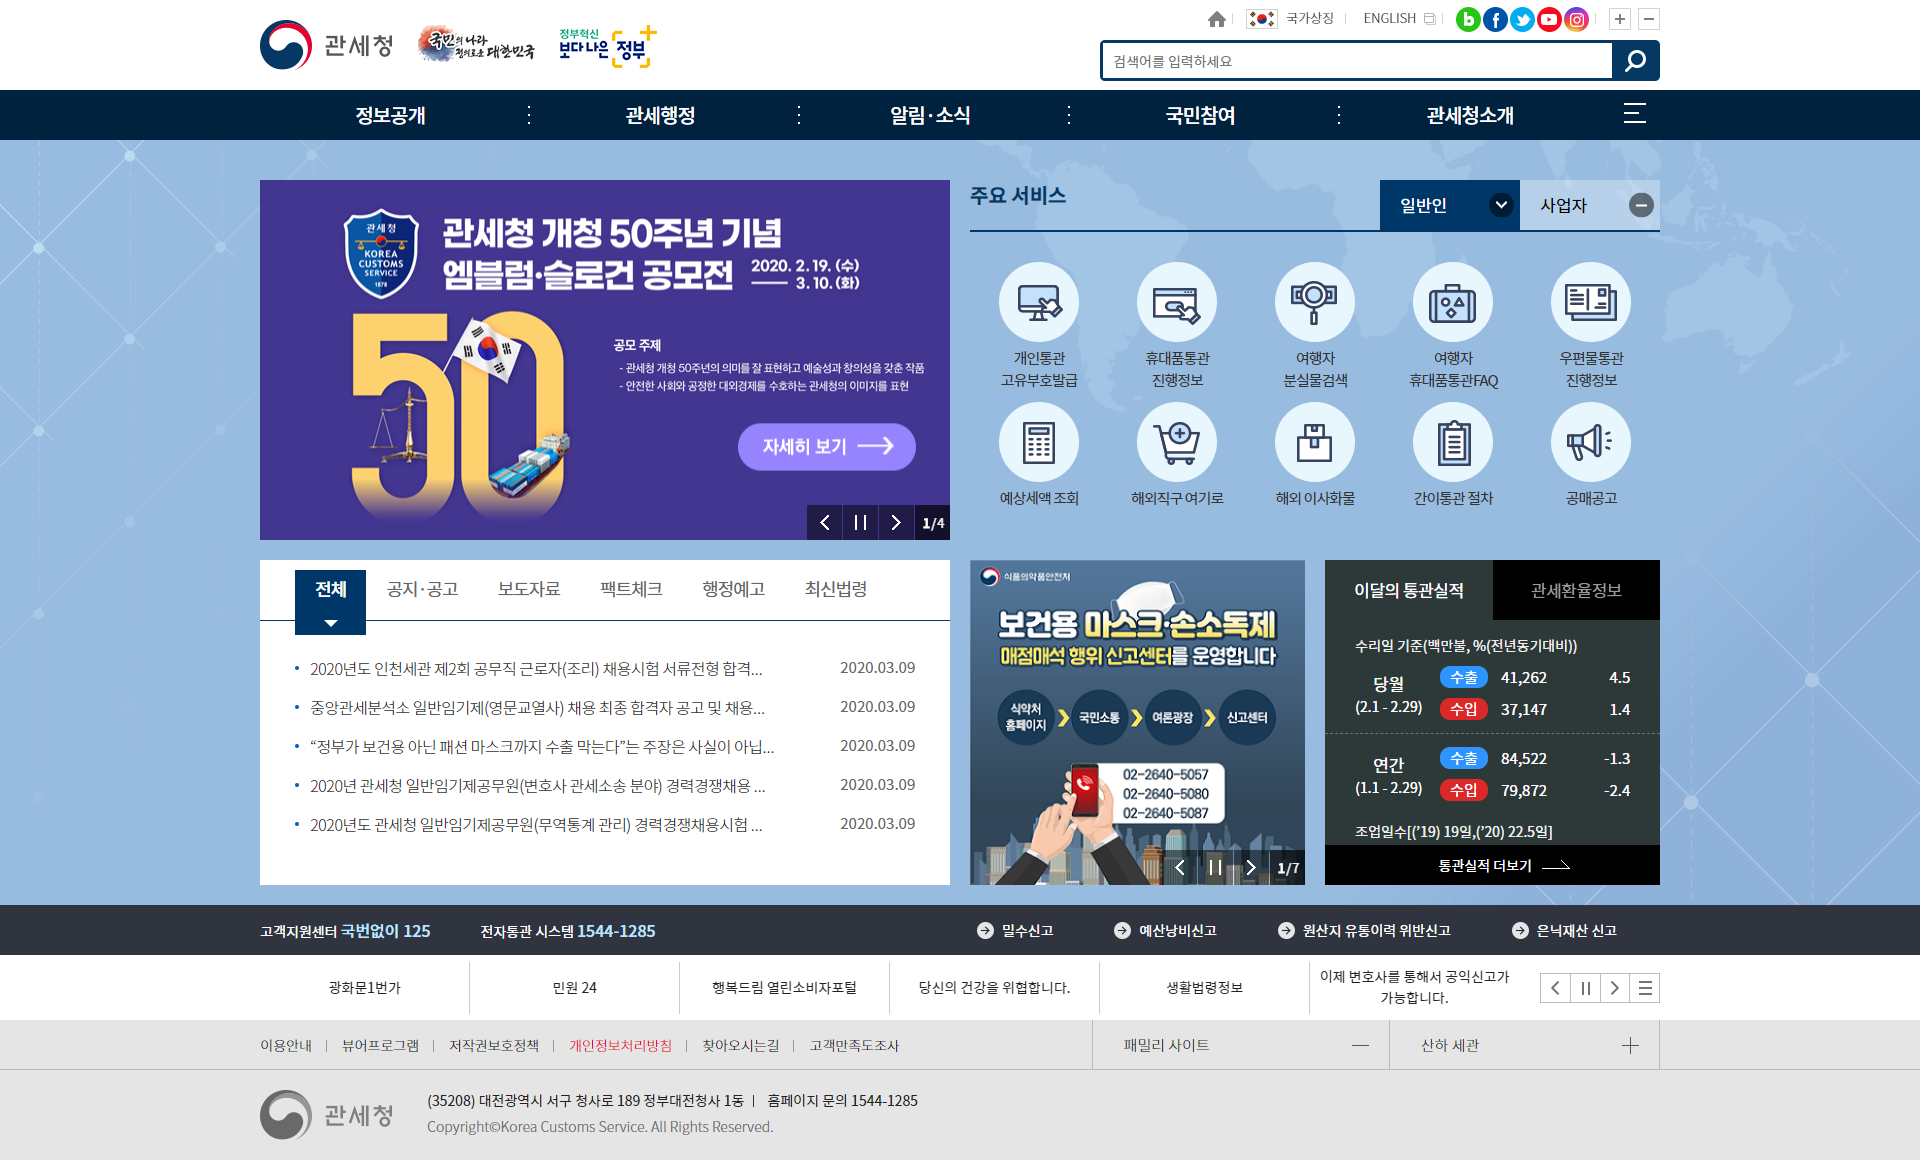 관세청
국민의 나라
정의로운 대한민국
정부혁신
보다나은 정부
국가상징
ENGLISH
검색어를 입력하세요
정보공개
관세행정
알림·소식
국민참여
관세청소개
관세청
KOREA
CUSTOMS
SERVICE
1878
관세청 개청 50주년 기념
엠블럼·슬로건 공모전
2020. 2. 19. (수)
3. 10. (화)
50
공모 주제
- 관세청 개청 50주년의 의미를 잘 표현하고 예술성과 창의성을 갖춘 작품
- 안전한 사회와 공정한 대외경제를 수호하는 관세청의 이미지를 표현
자세히 보기
1/4
주요 서비스
일반인
사업자
개인통관
고유부호발급
휴대품통관
진행정보
여행자
분실물검색
여행자
휴대품통관FAQ
우편물통관
진행정보
예상세액 조회
해외직구 여기로
해외 이사화물
간이통관 절차
공매공고
전체
공지·공고
보도자료
팩트체크
행정예고
최신법령
2020년도 인천세관 제2회 공무직 근로자(조리) 채용시험 서류전형 합격... 2020.03.09
중앙관세분석소 일반임기제(영문교열사) 채용 최종 합격자 공고 및 채용... 2020.03.09
“정부가 보건용 아닌 패션 마스크까지 수출 막는다”는 주장은 사실이 아닙... 2020.03.09
2020년 관세청 일반임기제공무원(변호사 관세소송 분야) 경력경쟁채용 ... 2020.03.09
2020년도 관세청 일반임기제공무원(무역통계 관리) 경력경쟁채용시험 ... 2020.03.09
식품의약품안전처
보건용 마스크·손소독제
매점매석 행위 신고센터를 운영합니다
식약처
홈페이지
국민소통
여론광장
신고센터
02-2640-5057
02-2640-5080
02-2640-5087
1/7
이달의 통관실적
관세환율정보
수리일 기준(백만불, %(전년동기대비))
당월
(2.1 - 2.29)
수출 41,262 4.5
수입 37,147 1.4
연간
(1.1 - 2.29)
수출 84,522 -1.3
수입 79,872 -2.4
조업일수[(’19) 19일,(’20) 22.5일]
통관실적 더보기
고객지원센터 국번없이 125
전자통관 시스템 1544-1285
밀수신고
예산낭비신고
원산지 유통이력 위반신고
은닉재산 신고
광화문1번가
민원 24
행복드림 열린소비자포털
당신의 건강을 위협합니다.
생활법령정보
이제 변호사를 통해서 공익신고가
가능합니다.
이용안내
뷰어프로그램
저작권보호정책
개인정보처리방침
찾아오시는길
고객만족도조사
패밀리 사이트
산하 세관
관세청
(35208) 대전광역시 서구 청사로 189 정부대전청사 1동 | 홈페이지 문의 1544-1285
Copyright©Korea Customs Service. All Rights Reserved.